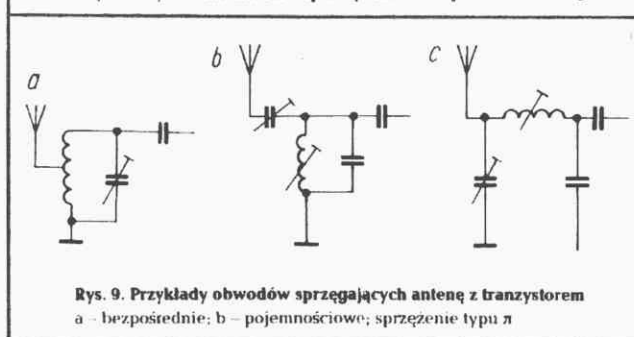 a
b
c
Rys. 9. Przykłady obwodów sprzęgających antenę z tranzystorem
a – bezpośrednie; b – pojemnościowe; sprzężenie typu π